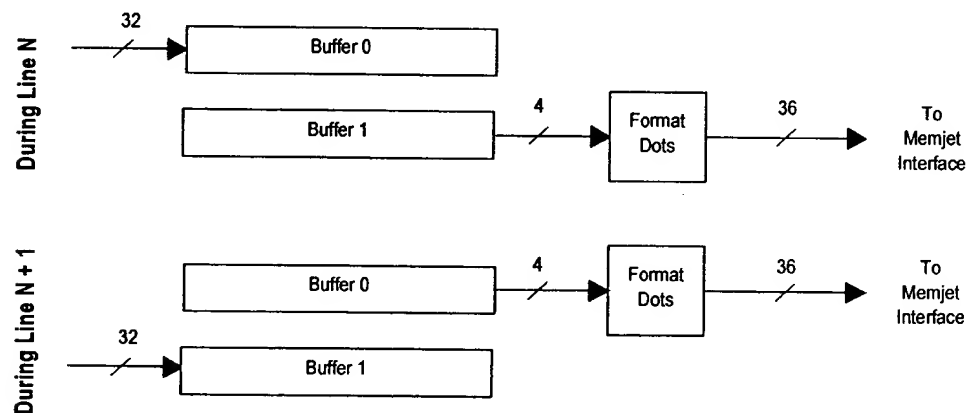 During Line N
32
Buffer 0
Buffer 1
4
Format
Dots
36
To
Memjet
Interface
During Line N + 1
Buffer 0
4
Format
Dots
36
To
Memjet
Interface
32
Buffer 1